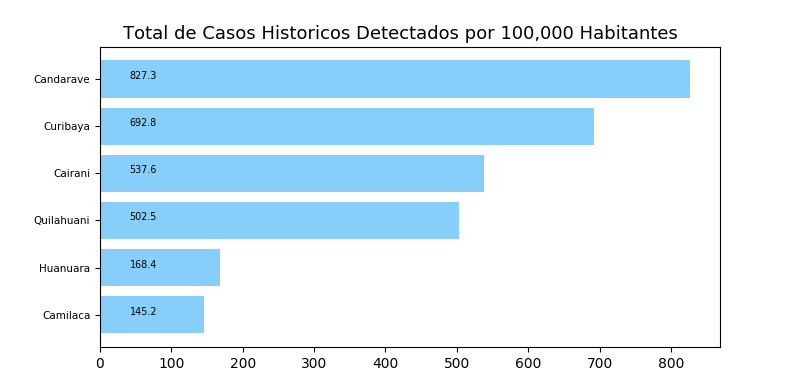 Total de Casos Historicos Detectados por 100,000 Habitantes
Candarave 827.3
Curibaya 692.8
Cairani 537.6
Quilahuani 502.5
Huanuara 168.4
Camilaca 145.2
0 100 200 300 400 500 600 700 800